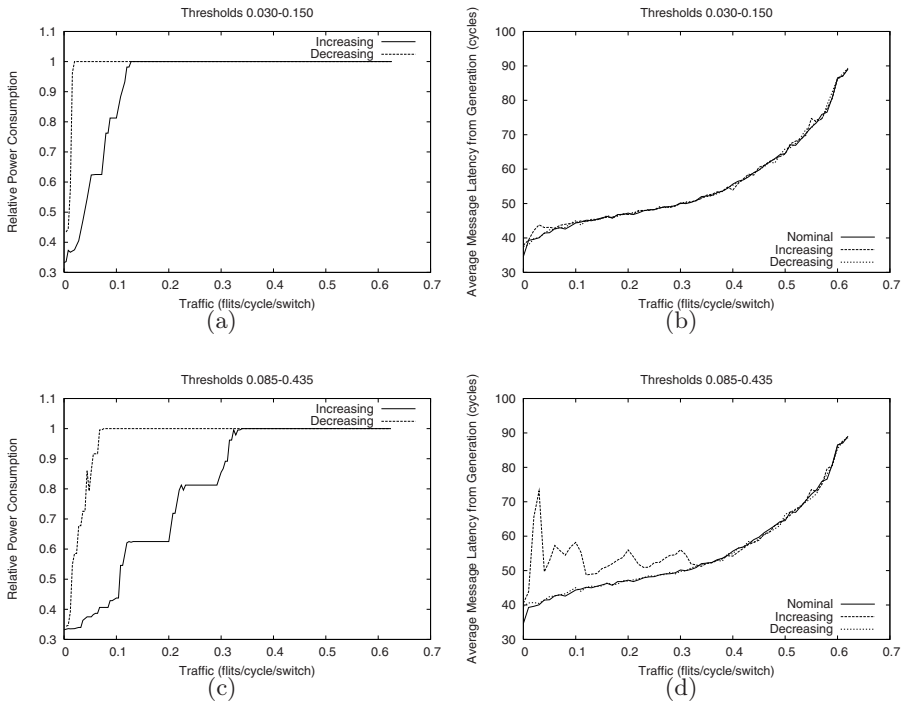 Thresholds 0.030-0.150
Relative Power Consumption
1.1
1
0.9
0.8
0.7
0.6
0.5
0.4
0.3
0 0.1 0.2 0.3 0.4 0.5 0.6 0.7
Increasing
Decreasing
Traffic (flits/cycle/switch)
(a)
Thresholds 0.030-0.150
Average Message Latency from Generation (cycles)
100
90
80
70
60
50
40
30
0 0.1 0.2 0.3 0.4 0.5 0.6 0.7
Nominal
Increasing
Decreasing
Traffic (flits/cycle/switch)
(b)
Thresholds 0.085-0.435
Relative Power Consumption
1.1
1
0.9
0.8
0.7
0.6
0.5
0.4
0.3
0 0.1 0.2 0.3 0.4 0.5 0.6 0.7
Increasing
Decreasing
Traffic (flits/cycle/switch)
(c)
Thresholds 0.085-0.435
Average Message Latency from Generation (cycles)
100
90
80
70
60
50
40
30
0 0.1 0.2 0.3 0.4 0.5 0.6 0.7
Nominal
Increasing
Decreasing
Traffic (flits/cycle/switch)
(d)